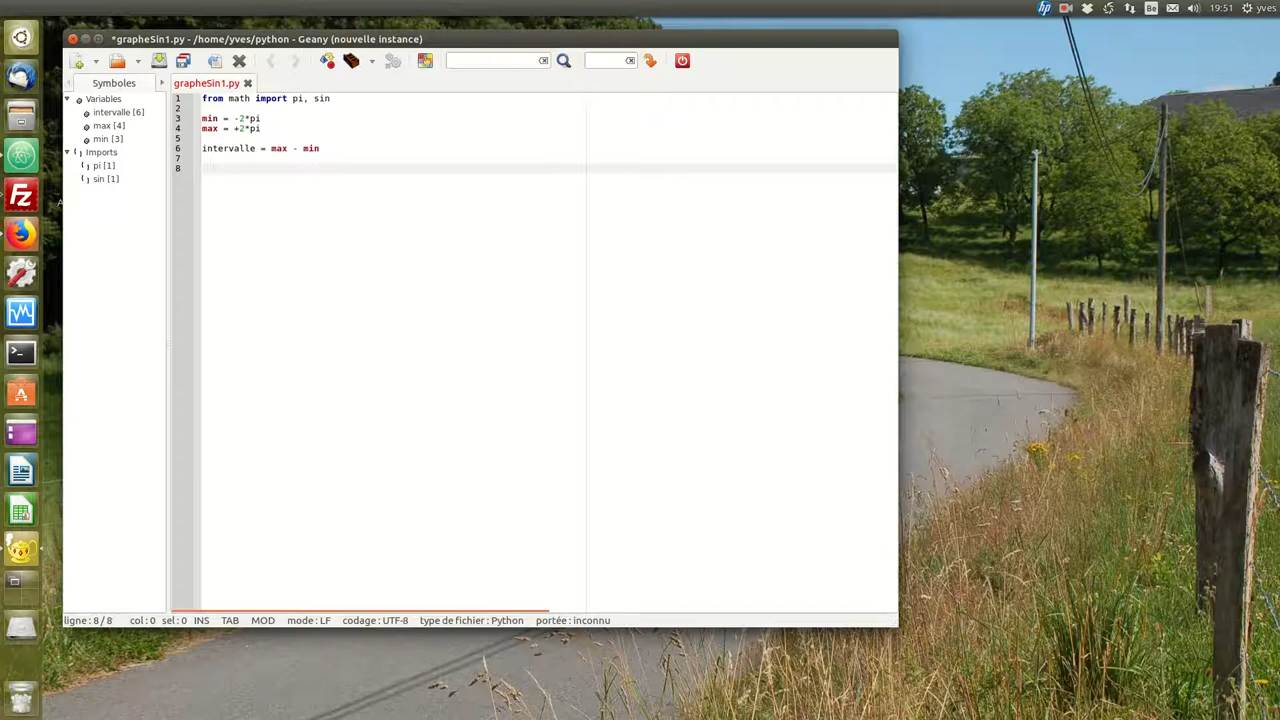 Be 19:51 yves
*grapheSin1.py - /home/yves/python - Geany (nouvelle instance)
Symboles
grapheSin1.py
Variables
intervalle [6]
max [4]
min [3]
Imports
pi [1]
sin [1]
1 from math import pi, sin
2
3 min = -2*pi
4 max = +2*pi
5
6 intervalle = max - min
7
8
ligne : 8 / 8 col : 0 sel : 0 INS TAB MOD mode : LF codage : UTF-8 type de fichier : Python portée : inconnu